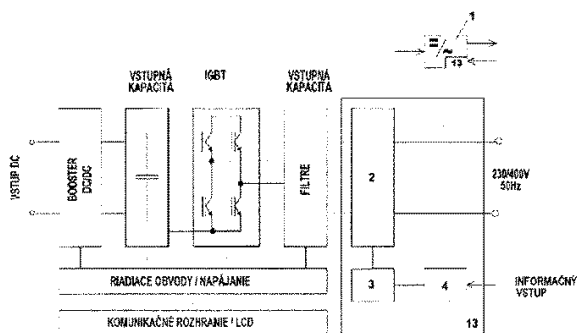 1
13
VSTUPNÁ
KAPACITA
IGBT
VSTUPNÁ
KAPACITA
VSTUP DC
BOOSTER
DC/DC
FILTRE
2
230/400V
50Hz
RIADIACE OBVODY / NAPÁJANIE
3
4
INFORMAČNÝ
VSTUP
KOMUNIKAČNÉ ROZHRANIE / LCD
13